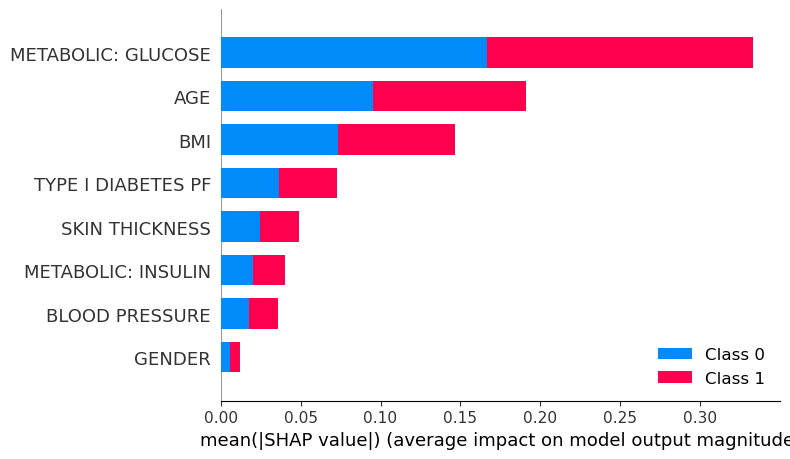 METABOLIC: GLUCOSE
AGE
BMI
TYPE I DIABETES PF
SKIN THICKNESS
METABOLIC: INSULIN
BLOOD PRESSURE
GENDER
Class 0
Class 1
0.00 0.05 0.10 0.15 0.20 0.25 0.30
mean(|SHAP value|) (average impact on model output magnitude